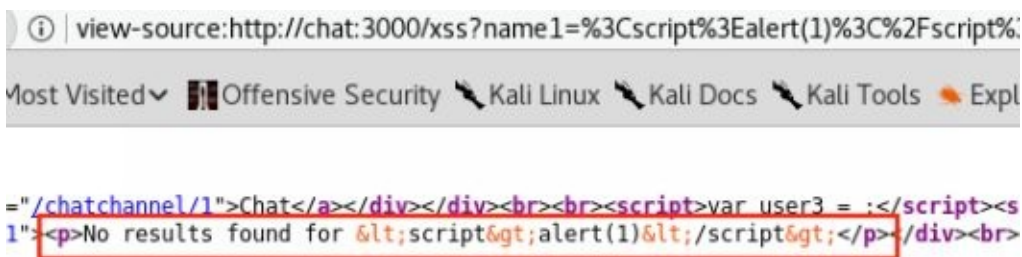 view-source:http://chat:3000/xss?name1=%3Cscript%3Ealert(1)%3C%2Fscript%
Most Visited Offensive Security Kali Linux Kali Docs Kali Tools Expl
="/chatchannel/1">Chat</a></div></div><br><br><script>var user3 = ;</script><s
1"><p>No results found for &lt;script&gt;alert(1)&lt;/script&gt;</p></div><br>